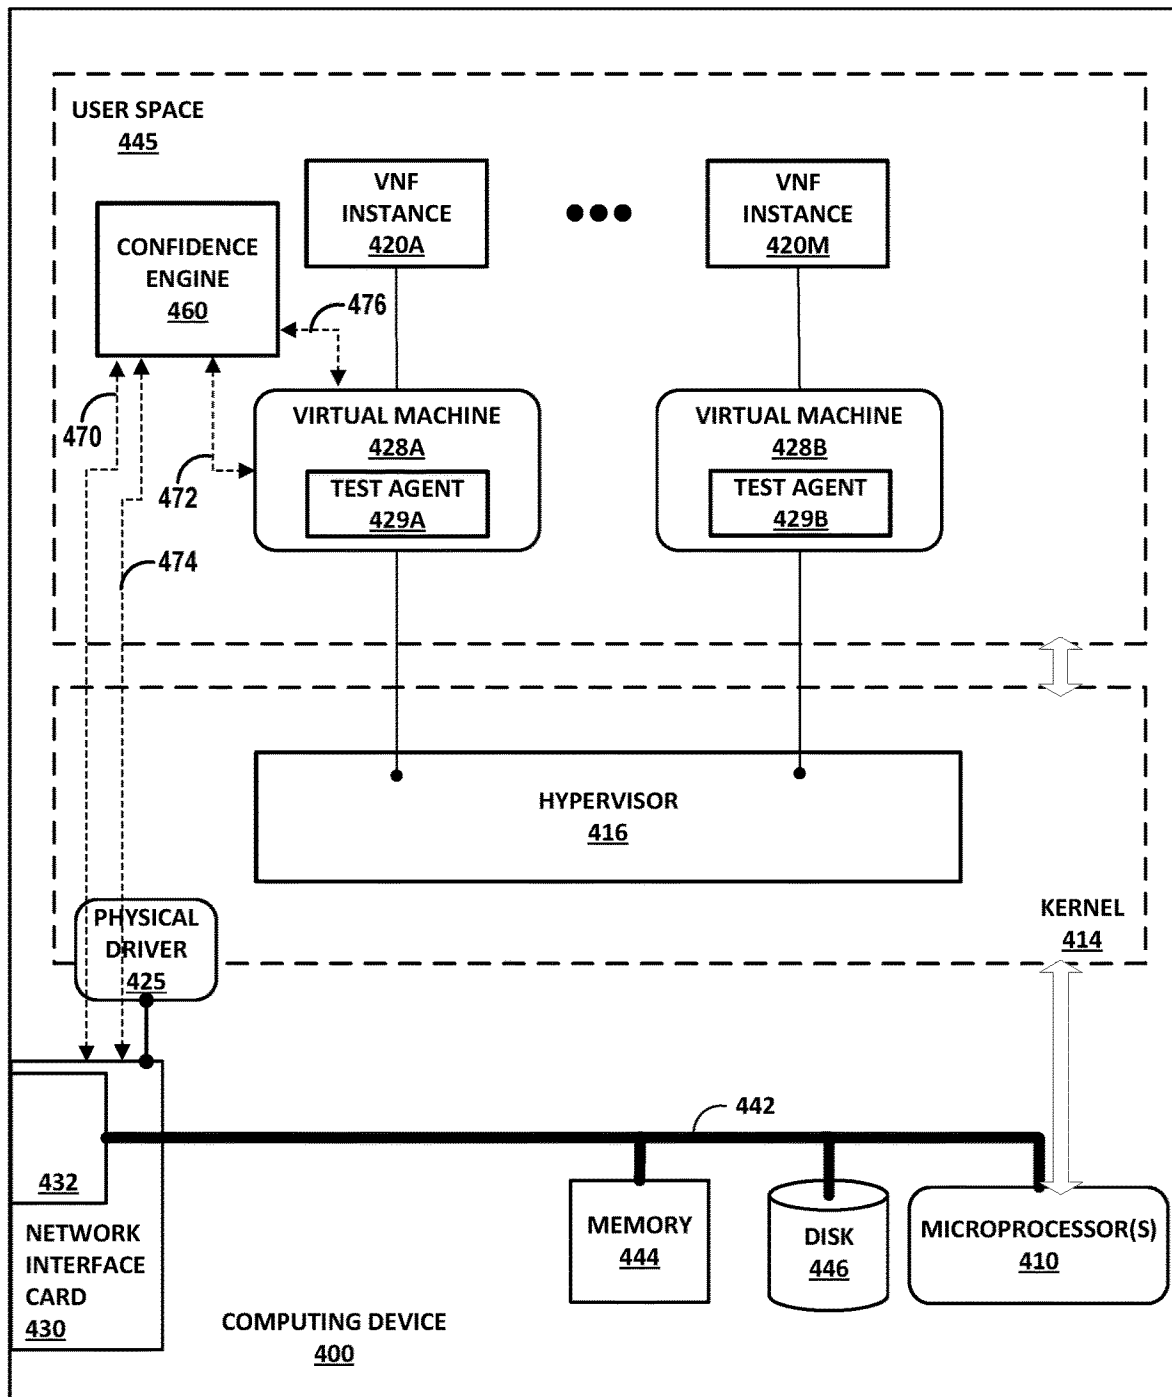 USER SPACE
445
VNF
INSTANCE
420A
VNF
INSTANCE
420M
CONFIDENCE
ENGINE
460
476
470
472
474
VIRTUAL MACHINE
428A
TEST AGENT
429A
VIRTUAL MACHINE
428B
TEST AGENT
429B
HYPERVISOR
416
KERNEL
414
PHYSICAL
DRIVER
425
442
432
NETWORK
INTERFACE
CARD
430
MEMORY
444
DISK
446
MICROPROCESSOR(S)
410
COMPUTING DEVICE
400